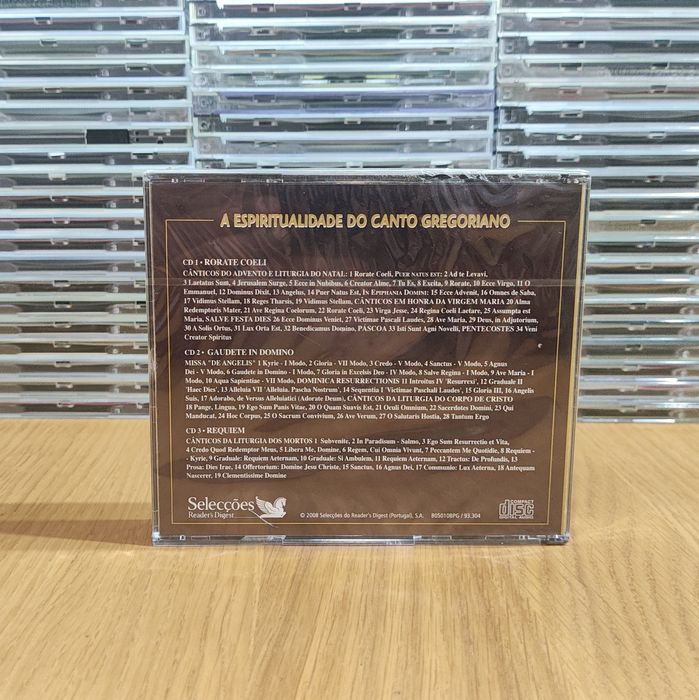 A ESPIRITUALIDADE DO CANTO GREGORIANO
CD 1 • RORATE COELI
CÂNTICOS DO ADVENTO E LITURGIA DO NATAL: 1 Rorate Coeli, PUER NATUS EST: 2 Ad te Levavi,
3 Laetatus Sum, 4 Jerusalem Surge, 5 Ecce in Nubibus, 6 Creator Alme, 7 Tu Es, 8 Excita, 9 Rorate, 10 Ecce Virgo, 11 O
Emmanuel, 12 Dominus Dixit, 13 Angelus, 14 Puer Natus Est, IN EPIPHANIA DOMINI: 15 Ecce Advenit, 16 Omnes de Saba,
17 Vidimus Stellam, 18 Reges Tharsis, 19 Vidimus Stellam, CÂNTICOS EM HONRA DA VIRGEM MARIA 20 Alma
Redemptoris Mater, 21 Ave Regina Coelorum, 22 Rorate Coeli, 23 Virga Jesse, 24 Regina Coeli Laetare, 25 Assumpta est
Maria, SALVE FESTA DIES 26 Ecce Dominus Veniet, 27 Victimae Pascali Laudes, 28 Ave Maria, 29 Deus, in Adjutorium,
30 A Solis Ortus, 31 Lux Orta Est, 32 Benedicamus Domino, PÁSCOA 33 Isti Sunt Agni Novelli, PENTECOSTES 34 Veni
Creator Spiritus
CD 2 • GAUDETE IN DOMINO
MISSA "DE ANGELIS" 1 Kyrie - I Modo, 2 Gloria - VII Modo, 3 Credo - V Modo, 4 Sanctus - V Modo, 5 Agnus
Dei - V Modo, 6 Gaudete in Domino - I Modo, 7 Gloria in Excelsis Deo - IV Modo, 8 Salve Regina - I Modo, 9 Ave Maria - I
Modo, 10 Aqua Sapientiae - VII Modo, DOMINICA RESURRECTIONIS 11 Introitus IV 'Resurrexi', 12 Graduale II
'Haec Dies', 13 Alleluia VII 'Alleluia. Pascha Nostrum', 14 Sequentia I 'Victimae Paschali Laudes', 15 Gloria III, 16 Angelis
Suis, 17 Adorabo, de Versus Alleluiatici (Adorate Deum), CÂNTICOS DA LITURGIA DO CORPO DE CRISTO
18 Pange, Lingua, 19 Ego Sum Panis Vitae, 20 O Quam Suavis Est, 21 Oculi Omnium, 22 Sacerdotes Domini, 23 Qui
Manducat, 24 Hoc Corpus, 25 O Sacrum Convivium, 26 Ave Verum, 27 O Salutaris Hostia, 28 Tantum Ergo
CD 3 • REQUIEM
CÂNTICOS DA LITURGIA DOS MORTOS 1 Subvenite, 2 In Paradisum - Salmo, 3 Ego Sum Resurrectio et Vita,
4 Credo Quod Redemptor Meus, 5 Libera Me, Domine, 6 Regem, Cui Omnia Vivunt, 7 Peccantem Me Quotidie, 8 Requiem -
- Kyrie, 9 Graduale: Requiem Aeternam, 10 Graduale: Si Ambulem, 11 Requiem Aeternam, 12 Tractus: De Profundis, 13
Prosa: Dies Irae, 14 Offertorium: Domine Jesu Christe, 15 Sanctus, 16 Agnus Dei, 17 Communio: Lux Aeterna, 18 Antequam
Nascerer, 19 Clementissime Domine
Selecções
Reader's Digest
© 2008 Selecções do Reader's Digest (Portugal), S.A. 805010BPG / 93.304
COMPACT
disc
DIGITAL AUDIO